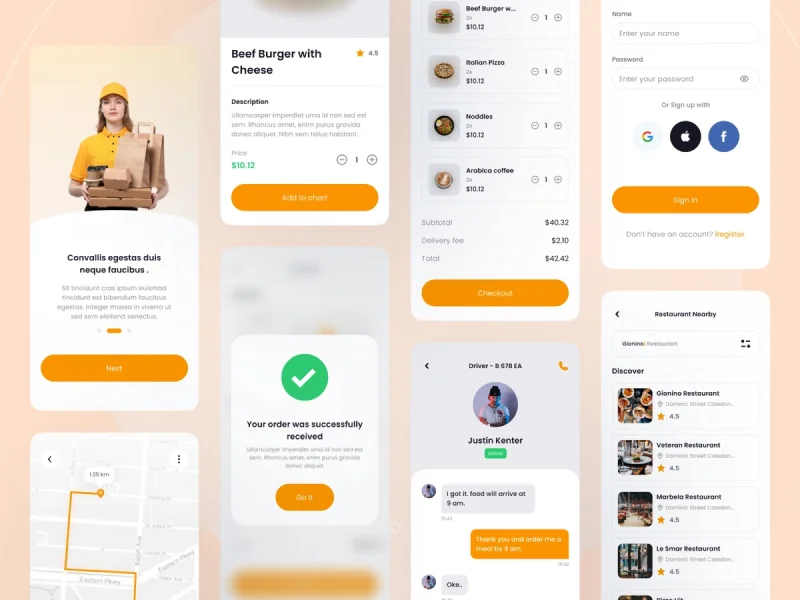 Convallis egestas duis
neque faucibus .
Sit tincidunt cras ipsum euismod
tincidunt est bibendum faucibus
egestas. Integer massa in viverra ut
sed sem eleifend senectus.
Next
1.35 km
Ralph Ave
Eastern Pkwy
Eastern Pkwy
Beef Burger with
Cheese
4.5
Description
Ullamcorper imperdiet urna id non sed est
sem. Rhoncus amet, enim purus gravida
donec aliquet. Nibh sem tellus habitant.
Price
$10.12
1
Add to chart
Your order was successfully
received
Ullamcorper imperdiet urna id non sed est
sem. Rhoncus amet, enim purus gravida
donec aliquet.
Go it
Beef Burger w...
2x
$10.12
1
Italian Pizza
2x
$10.12
1
Noddles
2x
$10.12
1
Arabica coffee
2x
$10.12
1
Subtotal
$40.32
Delivery fee
$2.10
Total
$42.42
Checkout
Driver - B 678 EA
Justin Kenter
Online
I got it. food will arrive at
9 am.
15:42
Thank you and order me a
meal by 9 am.
15:42
Oke..
Name
Enter your name
Password
Enter your password
Or Sign up with
Sign In
Don't have an account? Register
Restaurant Nearby
Gionino| Restaurant
Discover
Gionino Restaurant
Dominic Street Caledon...
4.5
Veteran Restaurant
Dominic Street Caledon...
4.5
Marbela Restaurant
Dominic Street Caledon...
4.5
Le Smar Restaurant
Dominic Street Caledon...
4.5